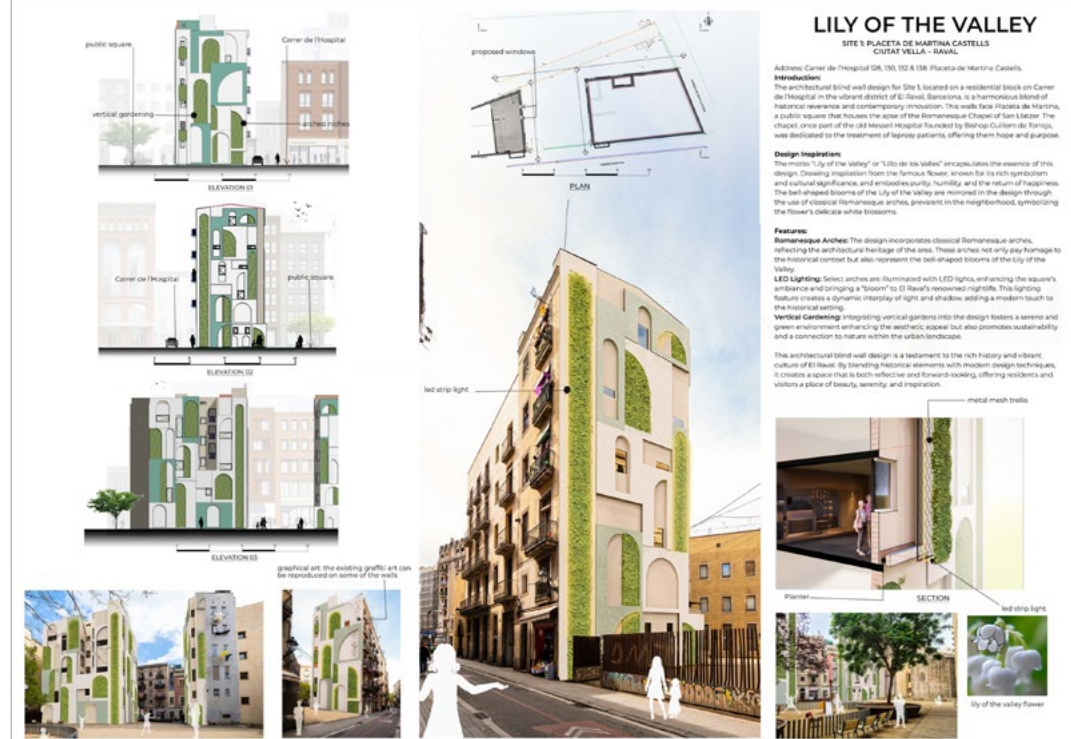 LILY OF THE VALLEY
SITE 1: PLACETA DE MARTINA CASTELLS
CIUTAT VELLA – RAVAL
Address: Carrer de l'Hospital 128, 130, 132 & 138. Placeta de Martina Castells.
Introduction:
The architectural blind wall design for Site 1, located on a residential block on Carrer
de l'Hospital in the vibrant district of El Raval, Barcelona, is a harmonious blend of
historical reverence and contemporary innovation. This walls face Placeta de Martina,
a public square that houses the apse of the Romanesque Chapel of San Llatzer. The
chapel, once part of the old Messell Hospital founded by Bishop Guillem de Torroja,
was dedicated to the treatment of leprosy patients, offering them hope and purpose.
Design Inspiration:
The motto "Lily of the Valley" or "Lilio de los Valles" encapsulates the essence of this
design. Drawing inspiration from the famous flower, known for its rich symbolism
and cultural significance, and embodies purity, humility, and the return of happiness.
The bell-shaped blooms of the Lily of the Valley are mirrored in the design through
the use of classical Romanesque arches, prevalent in the neighborhood, symbolizing
the flower's delicate white blossoms.
Features:
Romanesque Arches: The design incorporates classical Romanesque arches,
reflecting the architectural heritage of the area. These arches not only pay homage to
the historical context but also represent the bell-shaped blooms of the Lily of the
Valley.
LED Lighting: Select arches are illuminated with LED lights, enhancing the square's
ambiance and bringing a "bloom" to El Raval's renowned nightlife. This lighting
feature creates a dynamic interplay of light and shadow, adding a modern touch to
the historical setting.
Vertical Gardening: Integrating vertical gardens into the design fosters a serene and
green environment enhancing the aesthetic appeal but also promotes sustainability
and a connection to nature within the urban landscape.
This architectural blind wall design is a testament to the rich history and vibrant
culture of El Raval. By blending historical elements with modern design techniques,
it creates a space that is both reflective and forward-looking, offering residents and
visitors a place of beauty, serenity, and inspiration.
public square
Carrer de l'Hospital
vertical gardening
arched niches
ELEVATION 01
Carrer de l'Hospital
public square
ELEVATION 02
ELEVATION 03
graphical art: the existing graffiti art can
be reproduced on some of the walls
proposed windows
PLAN
led strip light
metal mesh trellis
Planter
SECTION
led strip light
lily of the valley flower